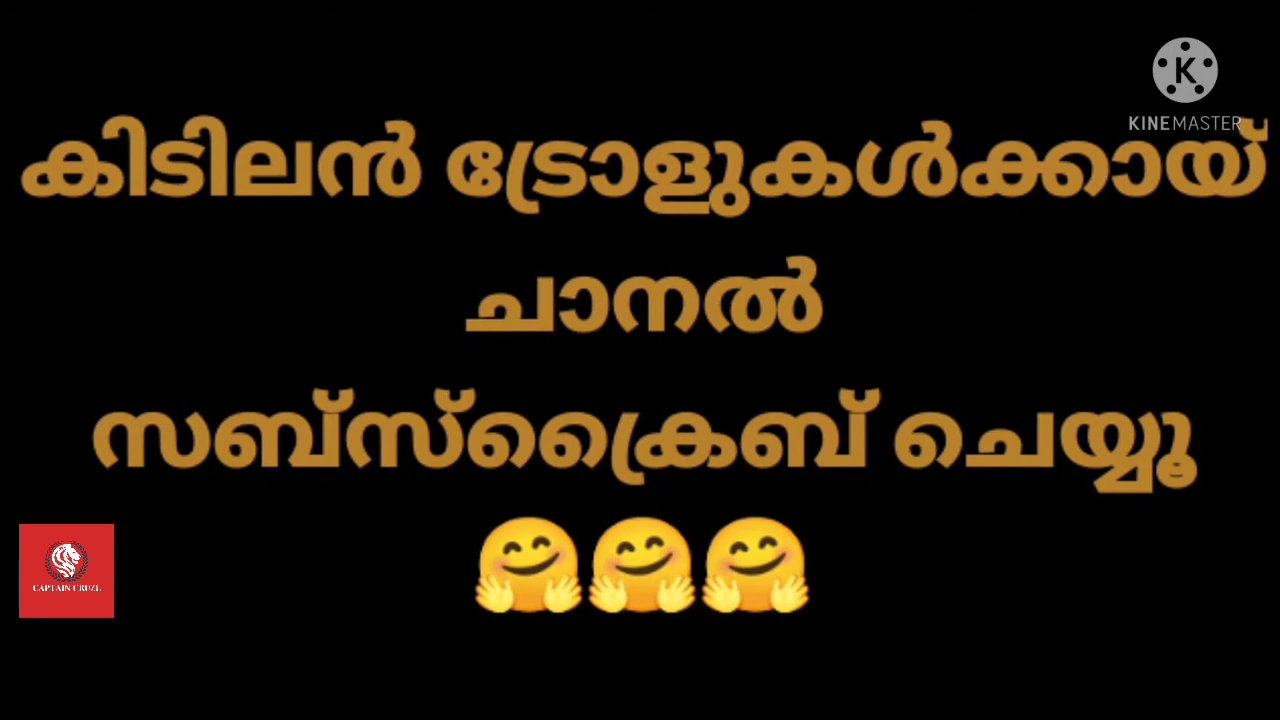 KINEMASTER
കിടിലൻ ട്രോളുകൾക്കായ്
ചാനൽ
സബ്സ്ക്രൈബ് ചെയ്യൂ
🤗🤗🤗
CAPTAIN CRUZE